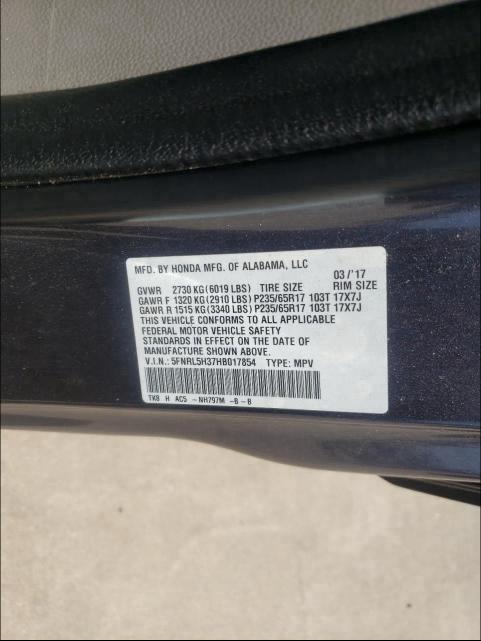 MFD. BY HONDA MFG. OF ALABAMA, LLC 03/'17
GVWR 2730 KG (6019 LBS) TIRE SIZE RIM SIZE
GAWR F 1320 KG (2910 LBS) P235/65R17 103T 17X7J
GAWR R 1515 KG (3340 LBS) P235/65R17 103T 17X7J
THIS VEHICLE CONFORMS TO ALL APPLICABLE
FEDERAL MOTOR VEHICLE SAFETY
STANDARDS IN EFFECT ON THE DATE OF
MANUFACTURE SHOWN ABOVE.
V.I.N.: 5FNRL5H37HB017854 TYPE: MPV
TK8 H AC5 -NH797M -B -B